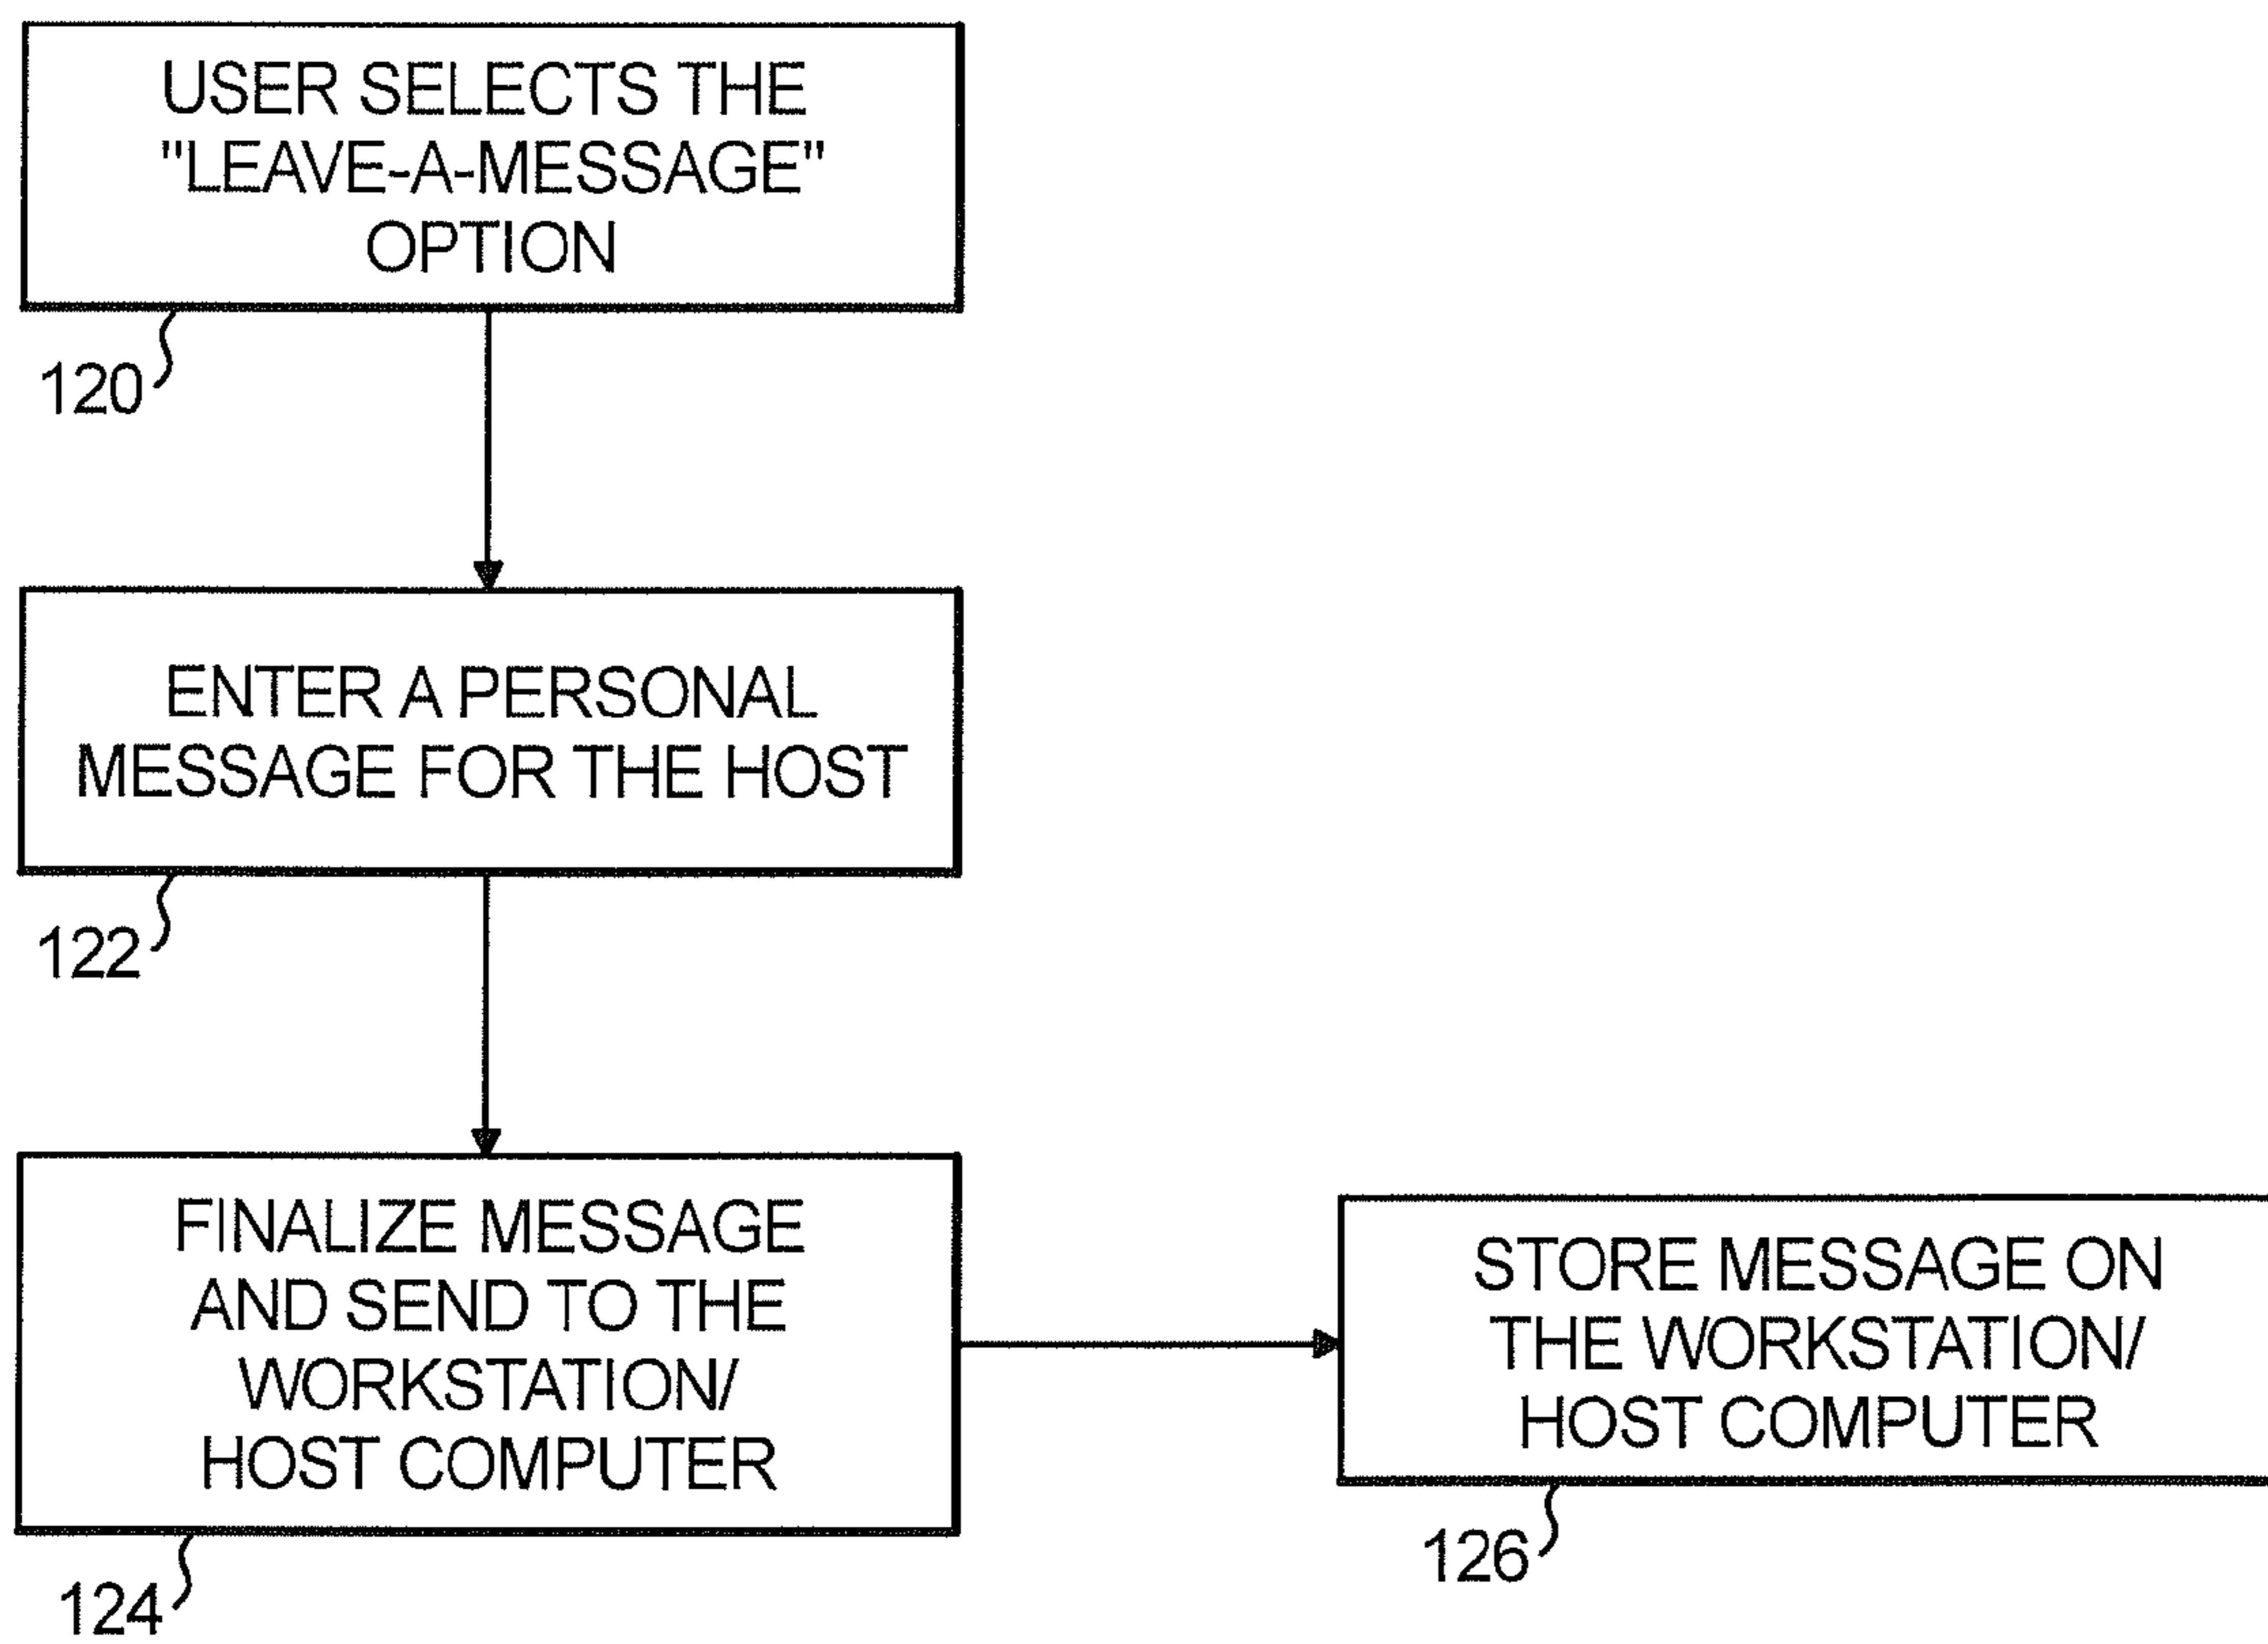 USER SELECTS THE
"LEAVE-A-MESSAGE"
OPTION
120
ENTER A PERSONAL
MESSAGE FOR THE HOST
122
FINALIZE MESSAGE
AND SEND TO THE
WORKSTATION/
HOST COMPUTER
124
STORE MESSAGE ON
THE WORKSTATION/
HOST COMPUTER
126